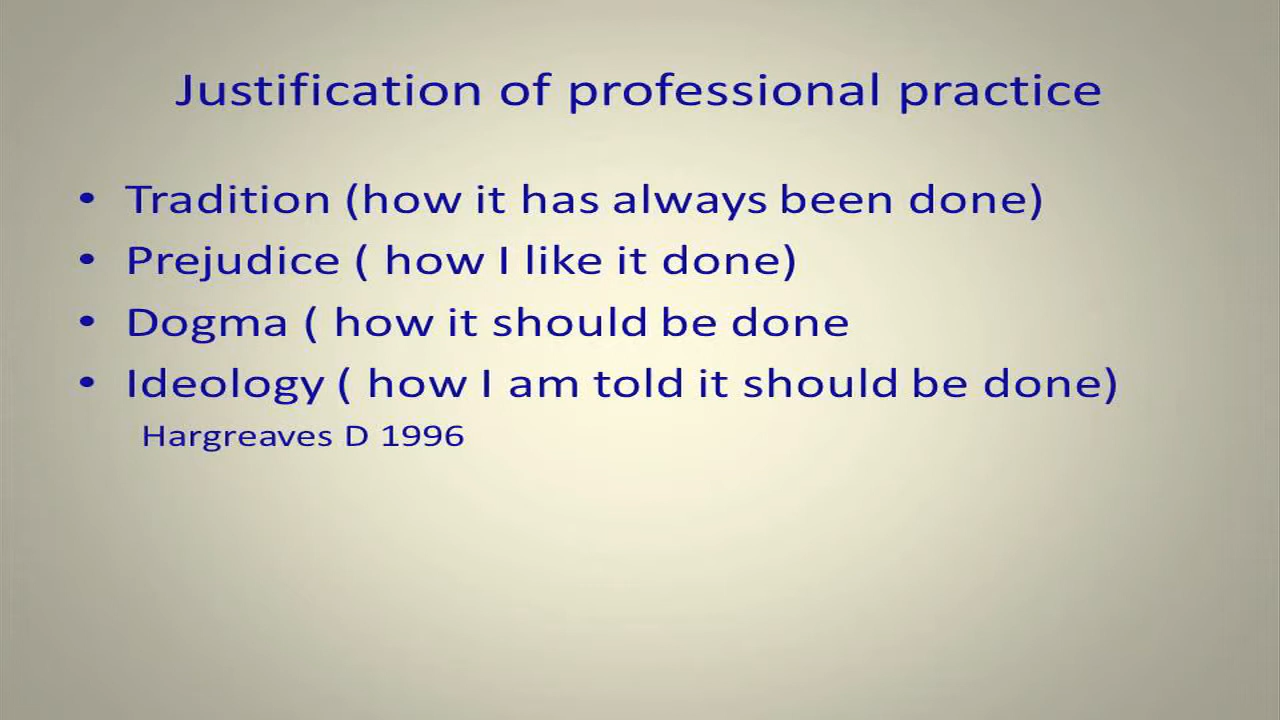 Justification of professional practice
• Tradition (how it has always been done)
• Prejudice ( how I like it done)
• Dogma ( how it should be done
• Ideology ( how I am told it should be done)
Hargreaves D 1996